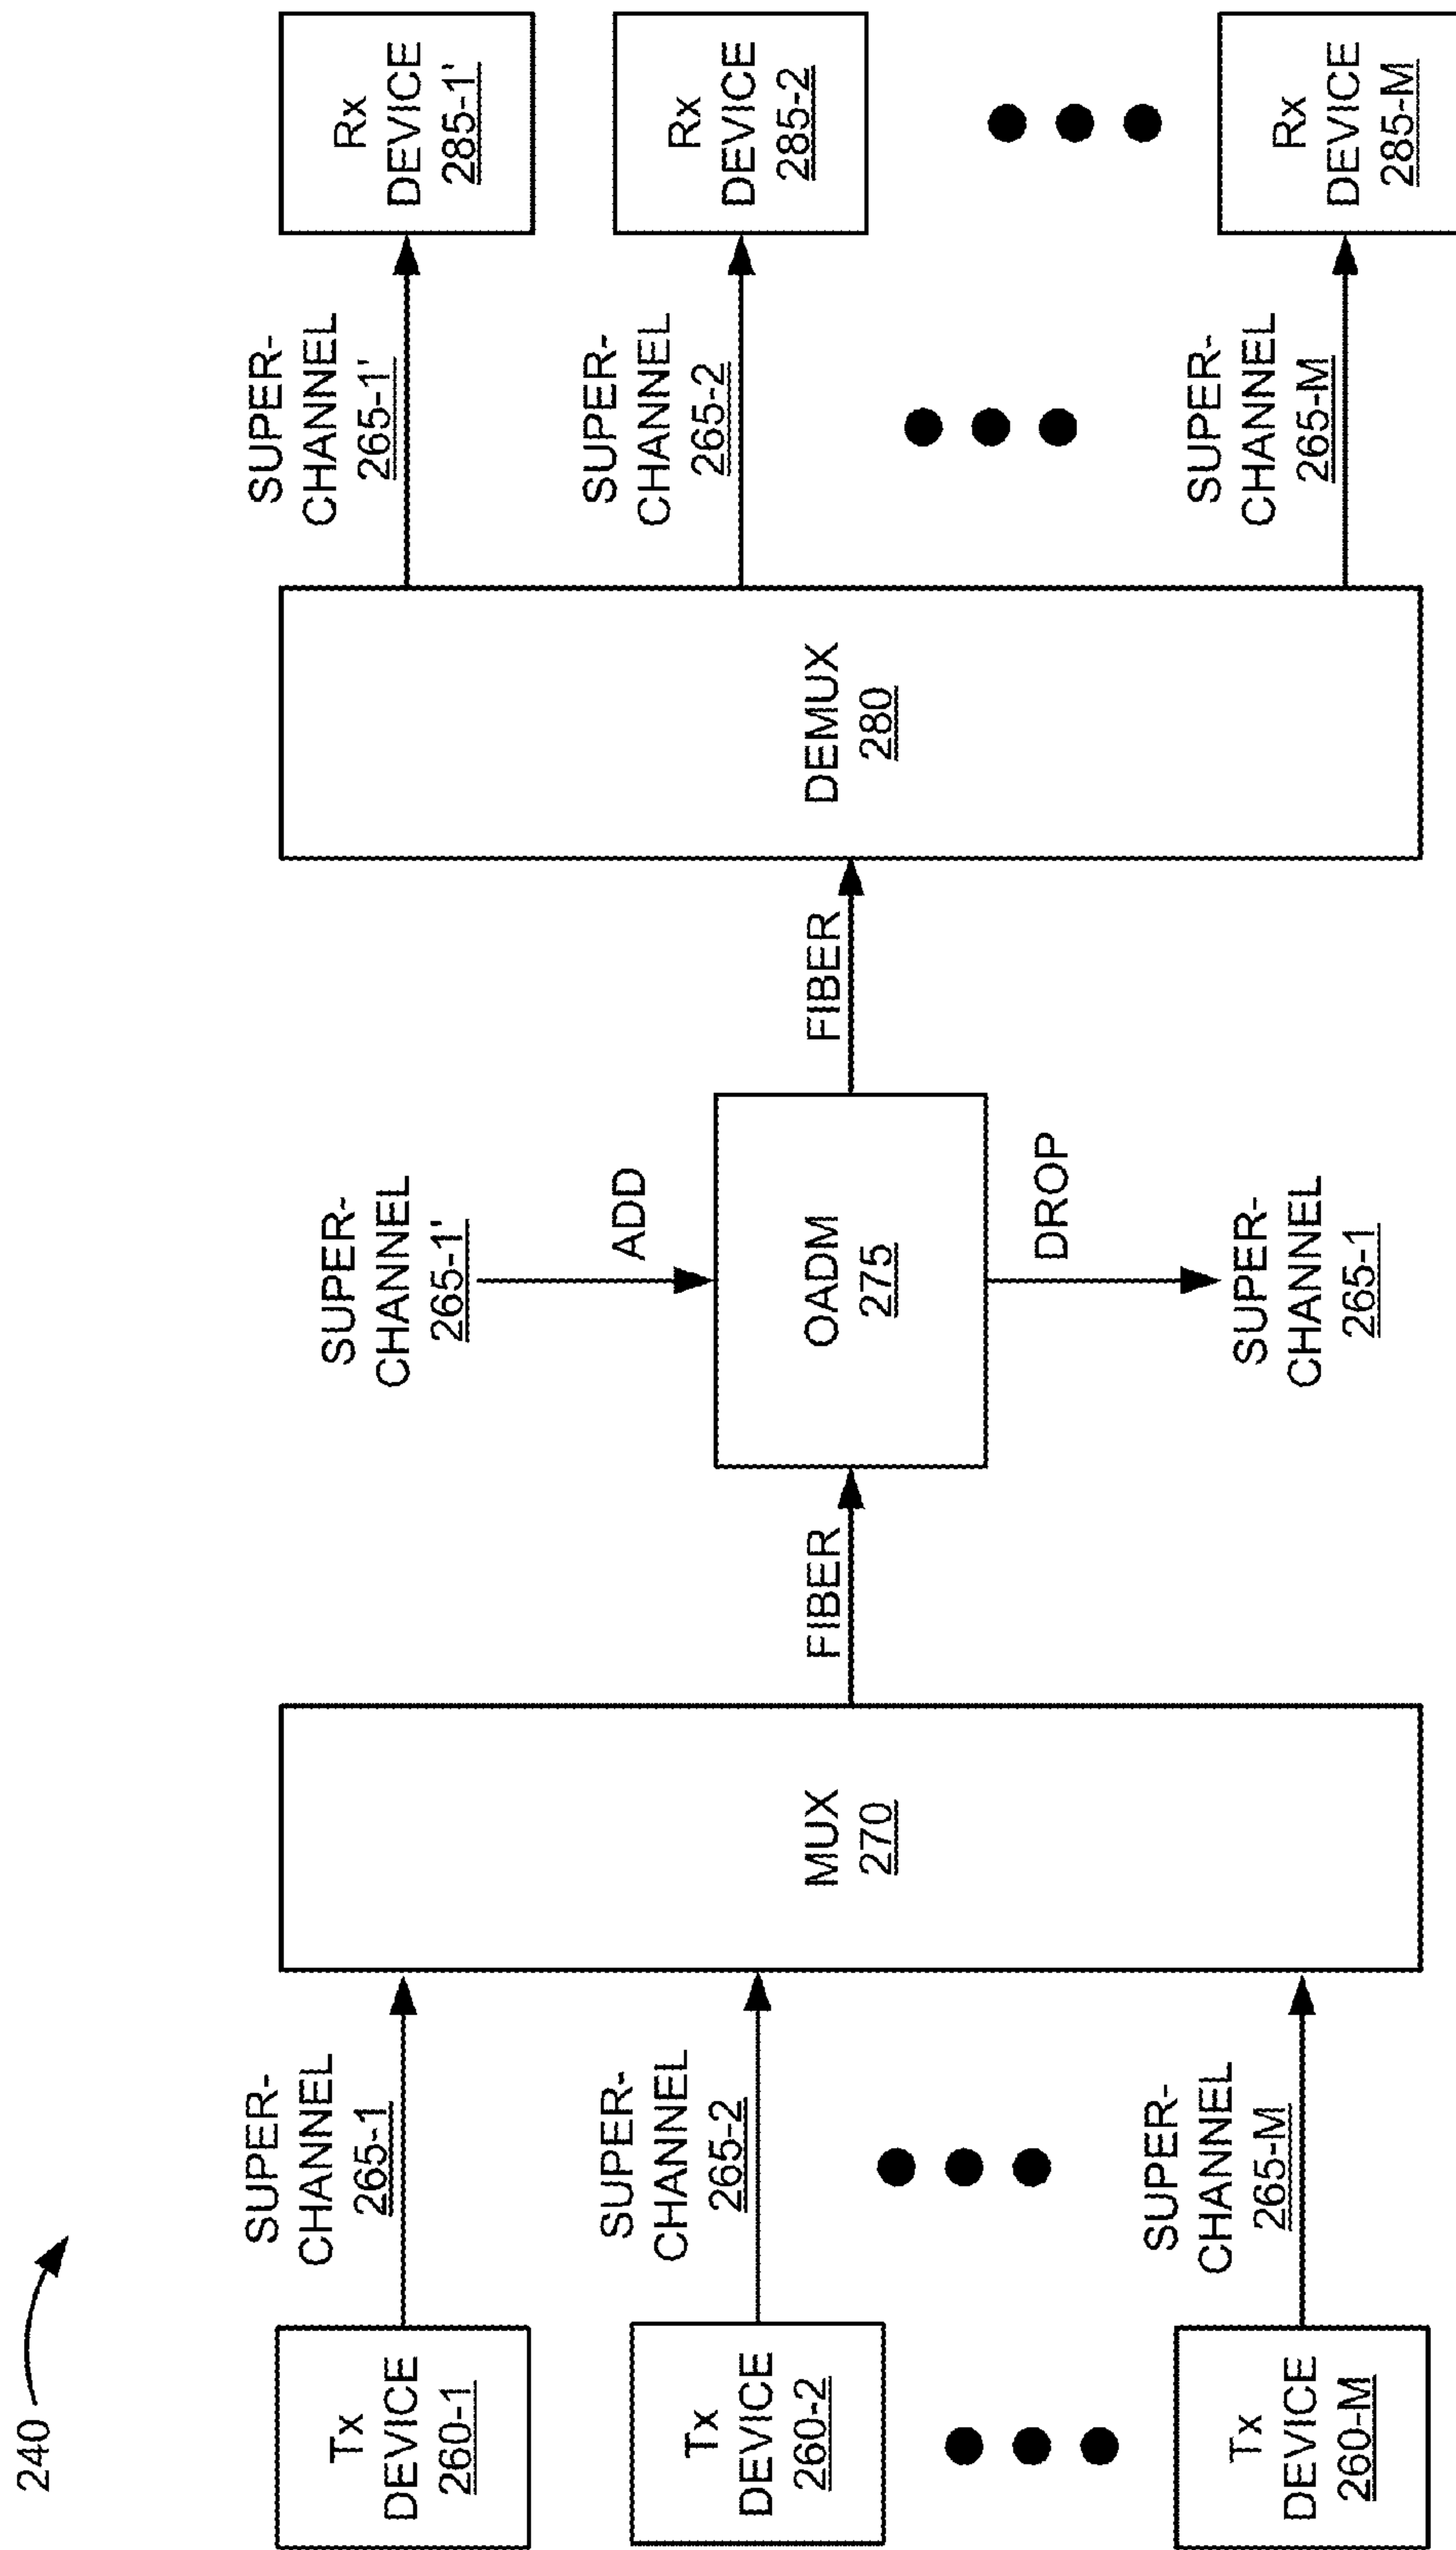 240
Tx
DEVICE
260-1
Tx
DEVICE
260-2
Tx
DEVICE
260-M
SUPER-
CHANNEL
265-1
SUPER-
CHANNEL
265-2
SUPER-
CHANNEL
265-M
MUX
270
FIBER
SUPER-
CHANNEL
265-1'
ADD
OADM
275
DROP
SUPER-
CHANNEL
265-1
FIBER
DEMUX
280
SUPER-
CHANNEL
265-1'
SUPER-
CHANNEL
265-2
SUPER-
CHANNEL
265-M
Rx
DEVICE
285-1'
Rx
DEVICE
285-2
Rx
DEVICE
285-M